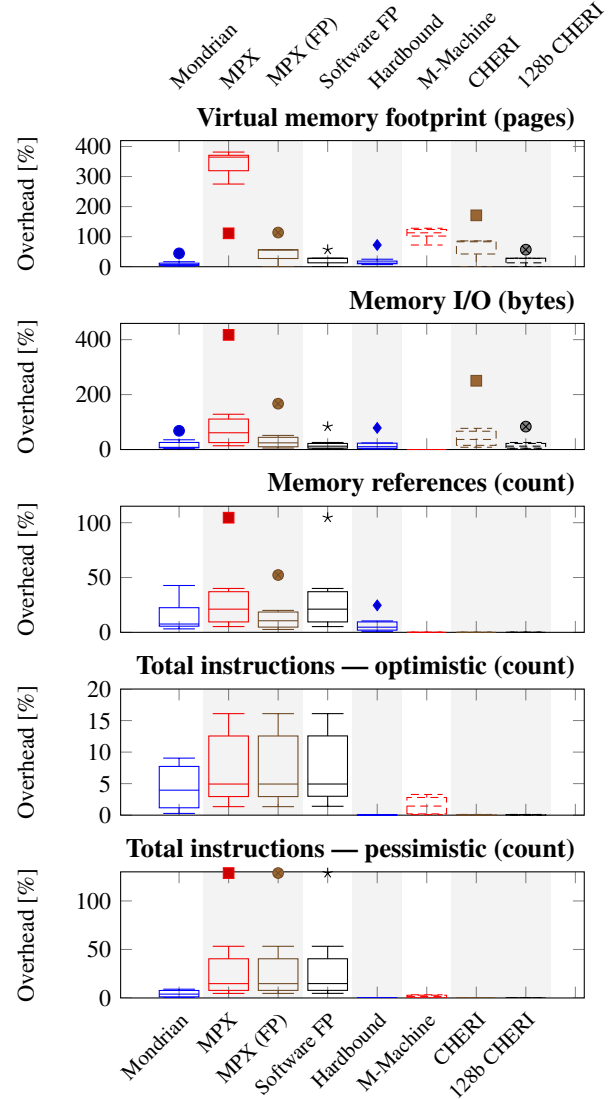 Mondrian
MPX
MPX (FP)
Software FP
Hardbound
M-Machine
CHERI
128b CHERI
Virtual memory footprint (pages)
Overhead [%]
400
300
200
100
0
Memory I/O (bytes)
Overhead [%]
400
200
0
Memory references (count)
Overhead [%]
100
50
0
Total instructions — optimistic (count)
Overhead [%]
20
15
10
5
0
Total instructions — pessimistic (count)
Overhead [%]
100
50
0
Mondrian
MPX
MPX (FP)
Software FP
Hardbound
M-Machine
CHERI
128b CHERI